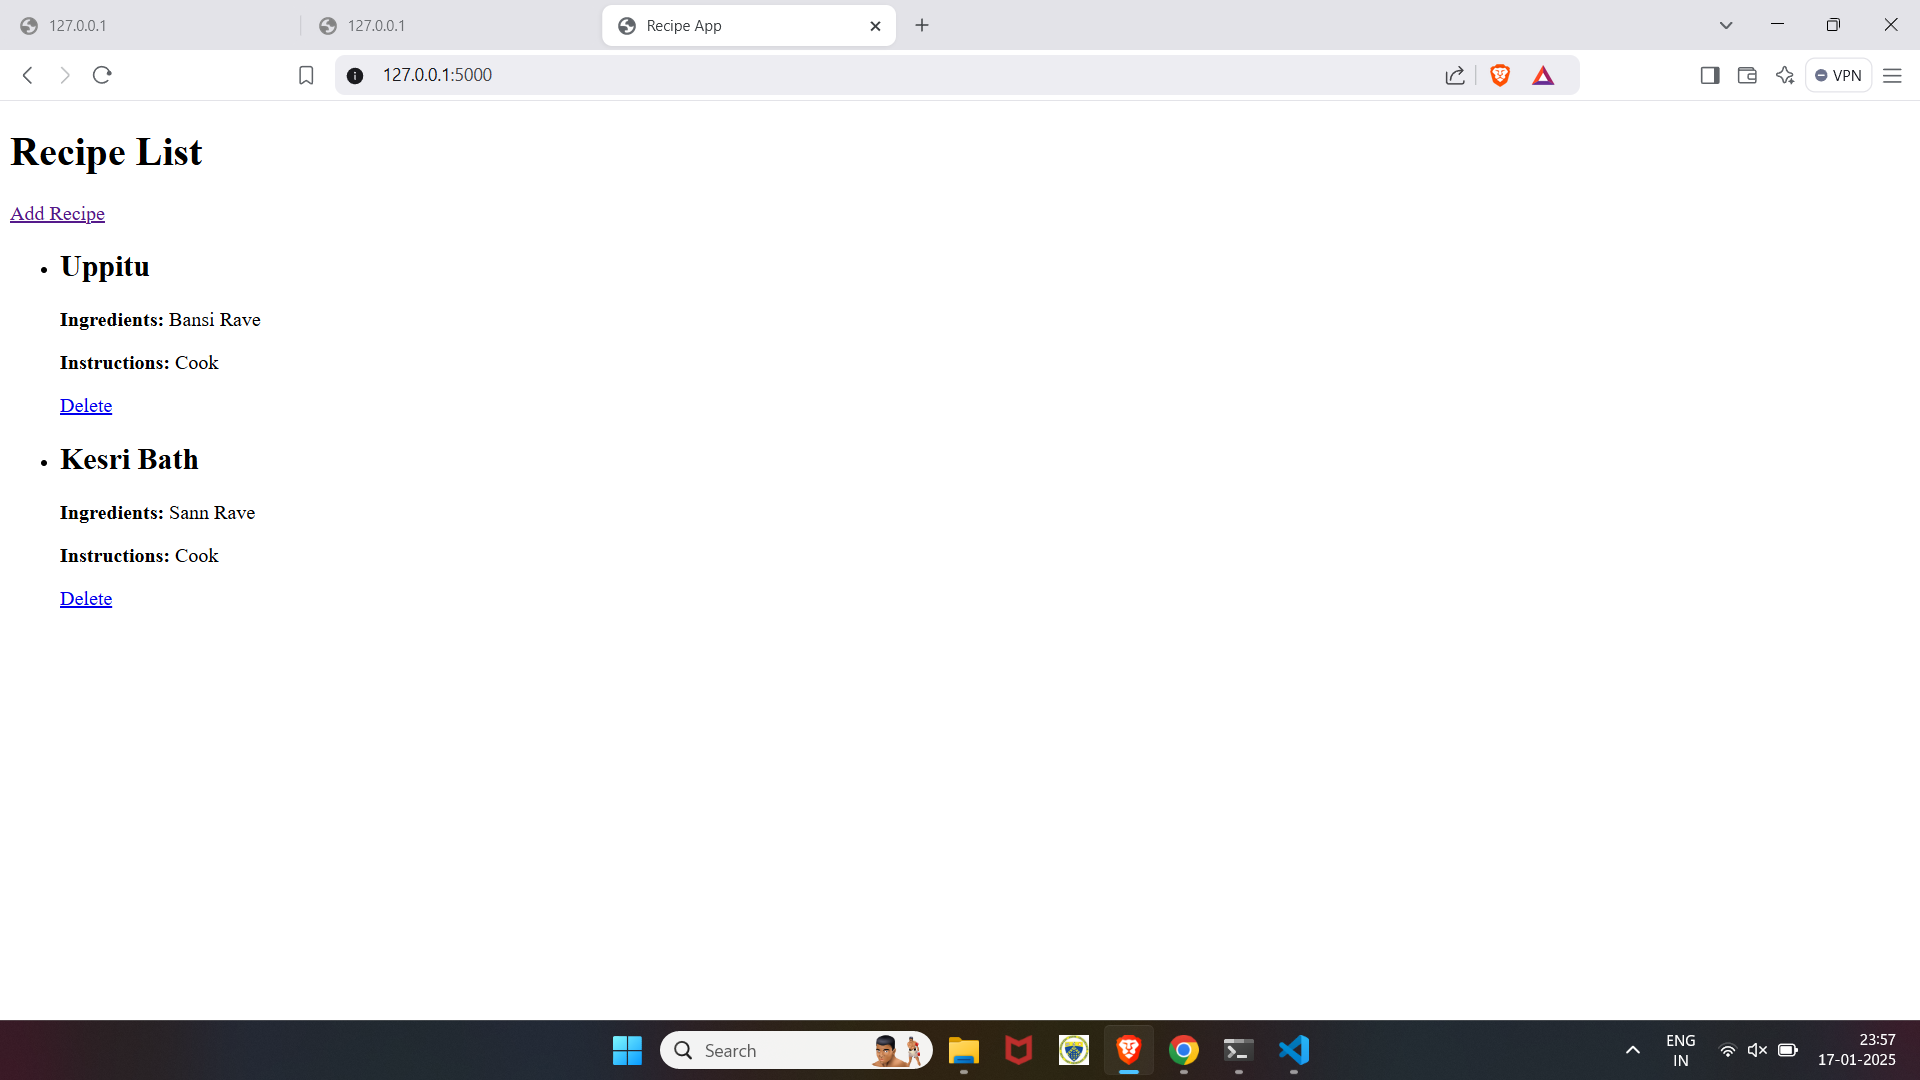 127.0.0.1
127.0.0.1
Recipe App
127.0.0.1:5000
VPN
Recipe List
Add Recipe
Uppitu
Ingredients: Bansi Rave
Instructions: Cook
Delete
Kesri Bath
Ingredients: Sann Rave
Instructions: Cook
Delete
Search
ENG
IN
23:57
17-01-2025